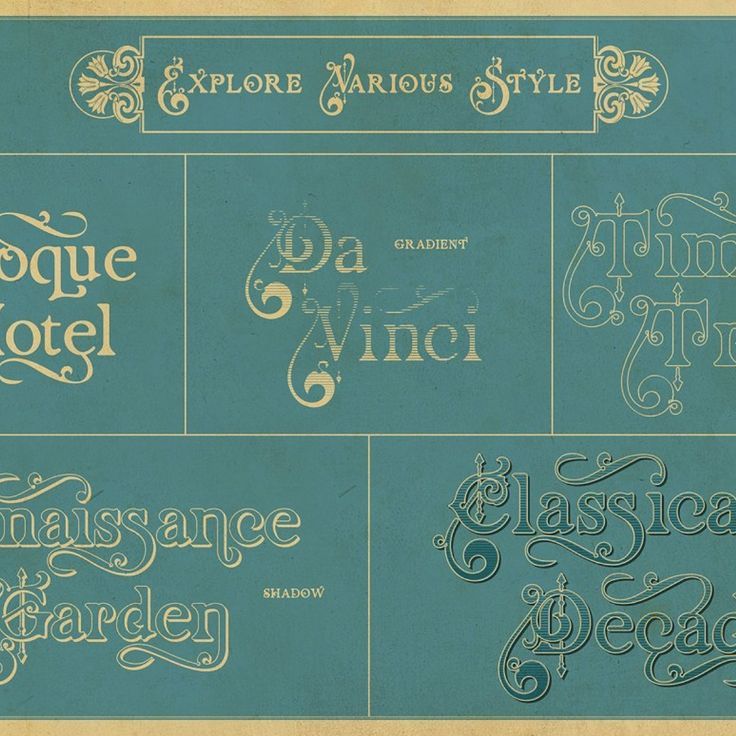 Explore Various Style
oque
otel
Da
Vinci
GRADIENT
Tim
Tr
naissance
Garden
SHADOW
Classica
Decad